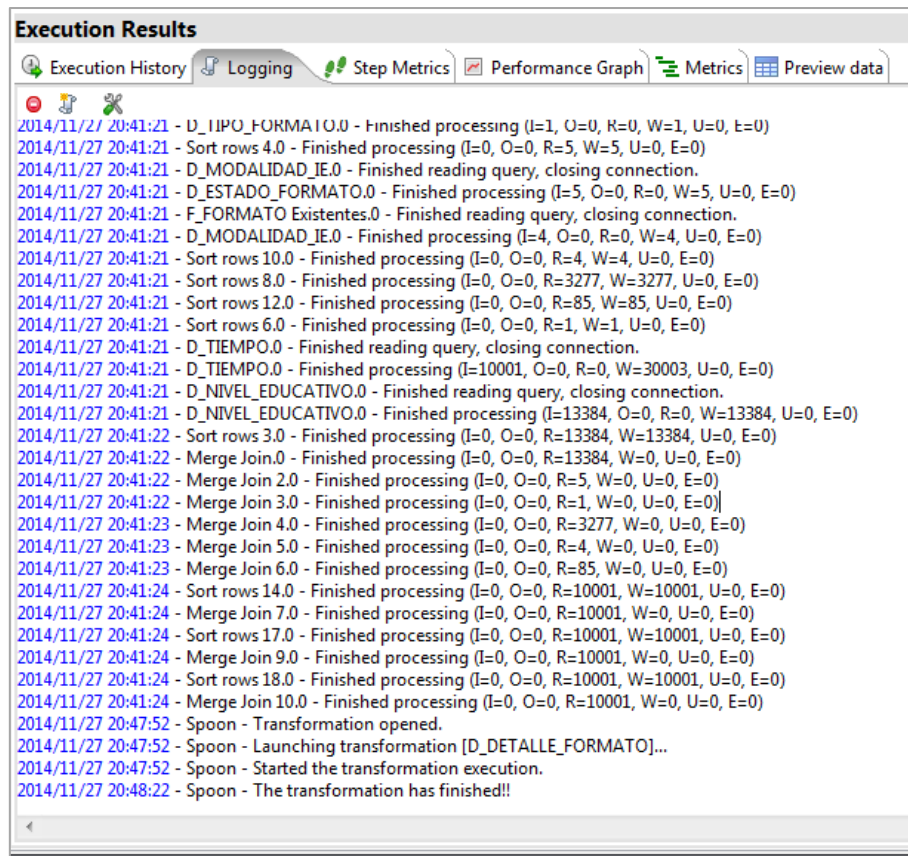 Execution Results
Execution History Logging Step Metrics Performance Graph Metrics Preview data
2014/11/27 20:41:21 - D_TIPO_FORMATO.0 - Finished processing (I=1, O=0, R=0, W=1, U=0, E=0)
2014/11/27 20:41:21 - Sort rows 4.0 - Finished processing (I=0, O=0, R=5, W=5, U=0, E=0)
2014/11/27 20:41:21 - D_MODALIDAD_IE.0 - Finished reading query, closing connection.
2014/11/27 20:41:21 - D_ESTADO_FORMATO.0 - Finished processing (I=5, O=0, R=0, W=5, U=0, E=0)
2014/11/27 20:41:21 - F_FORMATO Existentes.0 - Finished reading query, closing connection.
2014/11/27 20:41:21 - D_MODALIDAD_IE.0 - Finished processing (I=4, O=0, R=0, W=4, U=0, E=0)
2014/11/27 20:41:21 - Sort rows 10.0 - Finished processing (I=0, O=0, R=4, W=4, U=0, E=0)
2014/11/27 20:41:21 - Sort rows 8.0 - Finished processing (I=0, O=0, R=3277, W=3277, U=0, E=0)
2014/11/27 20:41:21 - Sort rows 12.0 - Finished processing (I=0, O=0, R=85, W=85, U=0, E=0)
2014/11/27 20:41:21 - Sort rows 6.0 - Finished processing (I=0, O=0, R=1, W=1, U=0, E=0)
2014/11/27 20:41:21 - D_TIEMPO.0 - Finished reading query, closing connection.
2014/11/27 20:41:21 - D_TIEMPO.0 - Finished processing (I=10001, O=0, R=0, W=30003, U=0, E=0)
2014/11/27 20:41:21 - D_NIVEL_EDUCATIVO.0 - Finished reading query, closing connection.
2014/11/27 20:41:21 - D_NIVEL_EDUCATIVO.0 - Finished processing (I=13384, O=0, R=0, W=13384, U=0, E=0)
2014/11/27 20:41:22 - Sort rows 3.0 - Finished processing (I=0, O=0, R=13384, W=13384, U=0, E=0)
2014/11/27 20:41:22 - Merge Join.0 - Finished processing (I=0, O=0, R=13384, W=0, U=0, E=0)
2014/11/27 20:41:22 - Merge Join 2.0 - Finished processing (I=0, O=0, R=5, W=0, U=0, E=0)
2014/11/27 20:41:22 - Merge Join 3.0 - Finished processing (I=0, O=0, R=1, W=0, U=0, E=0)
2014/11/27 20:41:23 - Merge Join 4.0 - Finished processing (I=0, O=0, R=3277, W=0, U=0, E=0)
2014/11/27 20:41:23 - Merge Join 5.0 - Finished processing (I=0, O=0, R=4, W=0, U=0, E=0)
2014/11/27 20:41:23 - Merge Join 6.0 - Finished processing (I=0, O=0, R=85, W=0, U=0, E=0)
2014/11/27 20:41:24 - Sort rows 14.0 - Finished processing (I=0, O=0, R=10001, W=10001, U=0, E=0)
2014/11/27 20:41:24 - Merge Join 7.0 - Finished processing (I=0, O=0, R=10001, W=0, U=0, E=0)
2014/11/27 20:41:24 - Sort rows 17.0 - Finished processing (I=0, O=0, R=10001, W=10001, U=0, E=0)
2014/11/27 20:41:24 - Merge Join 9.0 - Finished processing (I=0, O=0, R=10001, W=0, U=0, E=0)
2014/11/27 20:41:24 - Sort rows 18.0 - Finished processing (I=0, O=0, R=10001, W=10001, U=0, E=0)
2014/11/27 20:41:24 - Merge Join 10.0 - Finished processing (I=0, O=0, R=10001, W=0, U=0, E=0)
2014/11/27 20:47:52 - Spoon - Transformation opened.
2014/11/27 20:47:52 - Spoon - Launching transformation [D_DETALLE_FORMATO]...
2014/11/27 20:47:52 - Spoon - Started the transformation execution.
2014/11/27 20:48:22 - Spoon - The transformation has finished!!